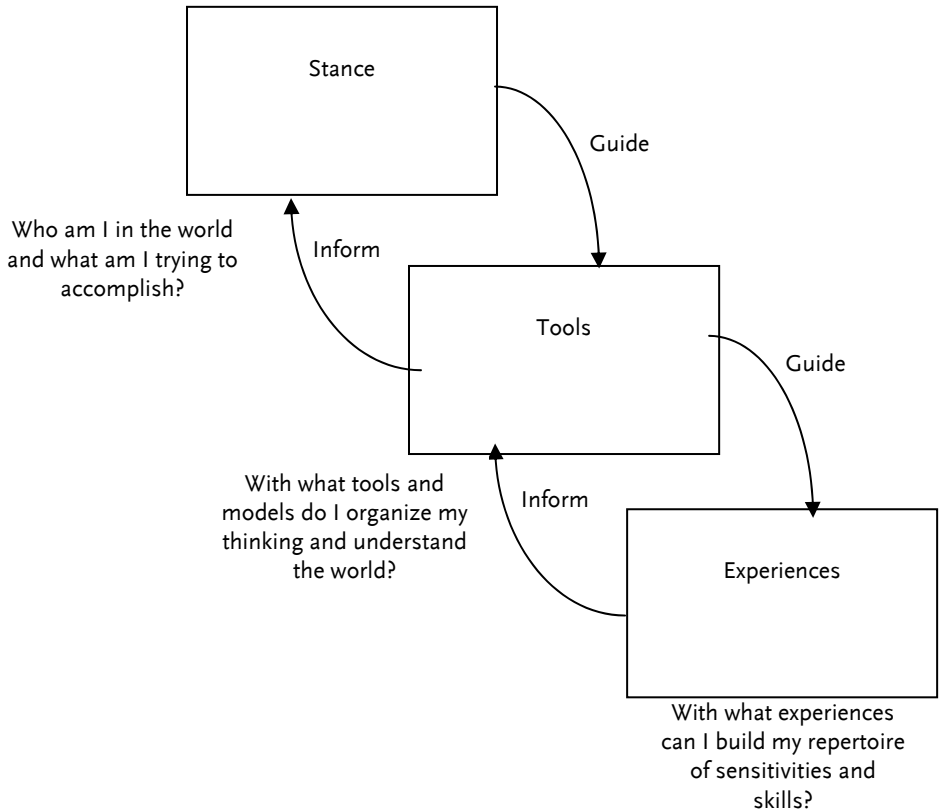 Stance
Guide
Who am I in the world
and what am I trying to
accomplish?
Inform
Tools
Guide
With what tools and
models do I organize my
thinking and understand
the world?
Inform
Experiences
With what experiences
can I build my repertoire
of sensitivities and
skills?